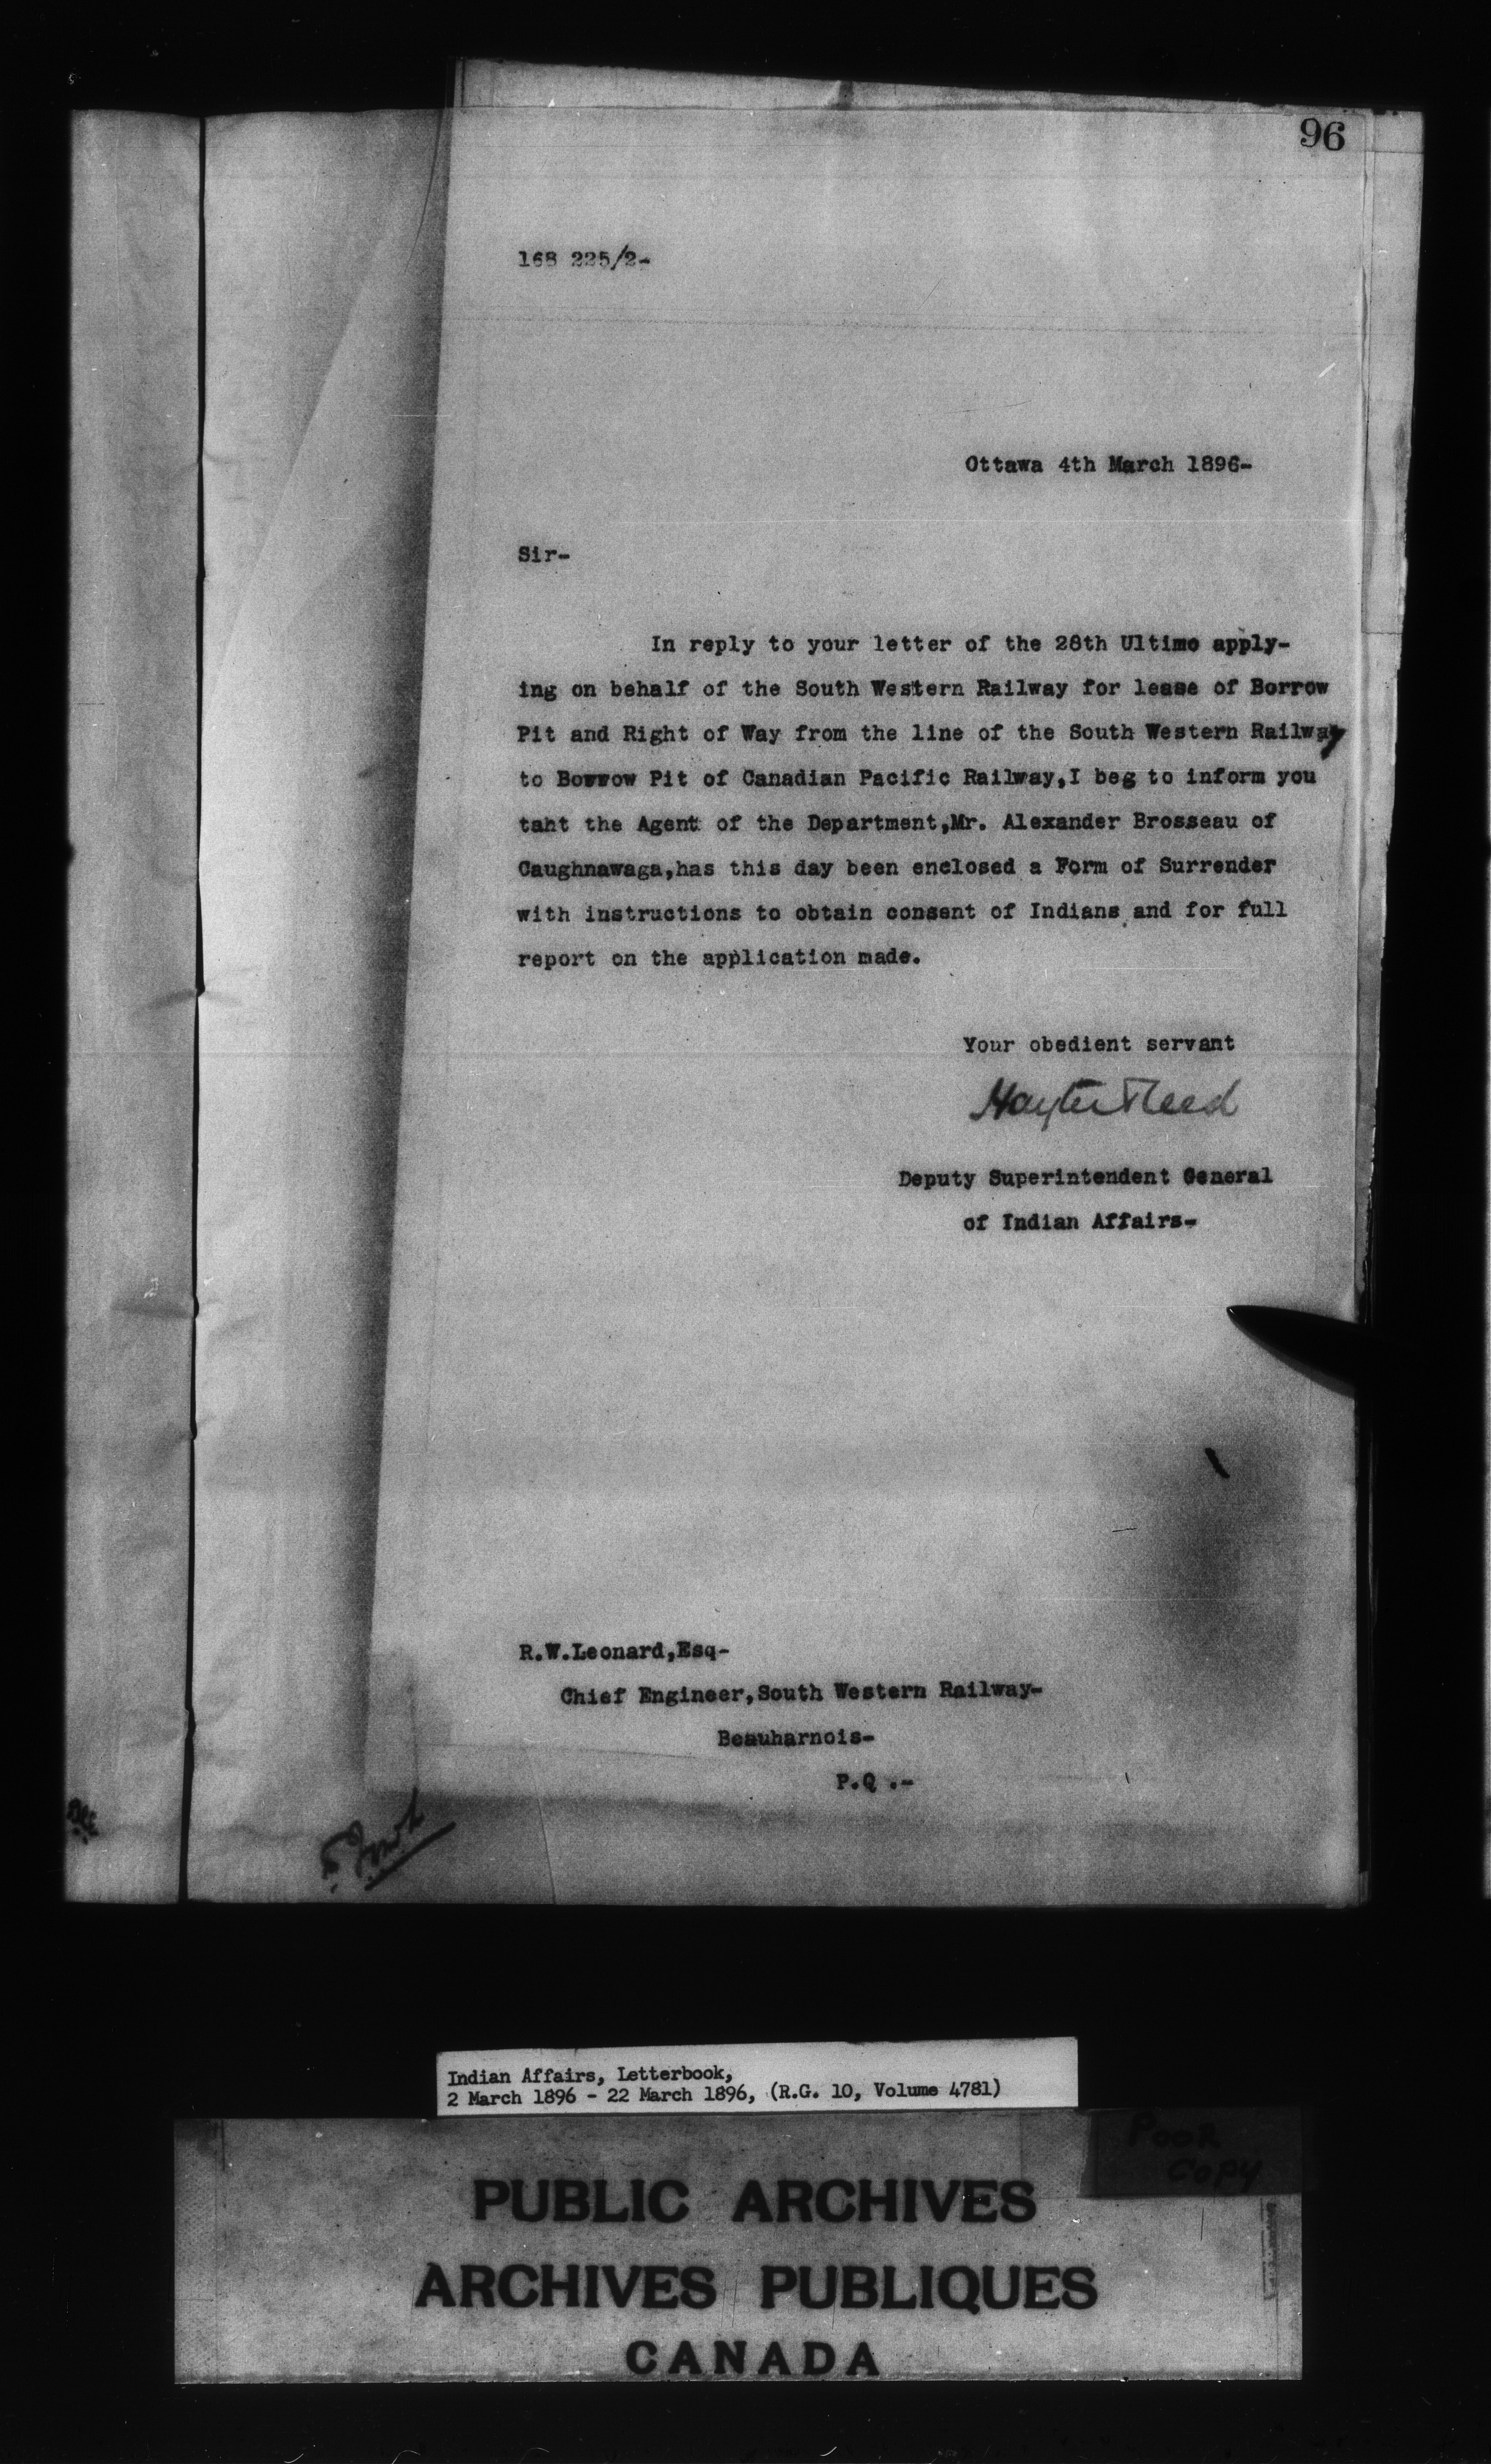 96
168 225/2-
Ottawa 4th March 1896-
Sir-
In reply to your letter of the 28th Ultimo apply-
ing on behalf of the South Western Railway for lease of Borrow
Pit and Right of Way from the line of the South Western Railway
to Borrow Pit of Canadian Pacific Railway,I beg to inform you
taht the Agent of the Department,Mr. Alexander Brosseau of
Caughnawaga,has this day been enclosed a Form of Surrender
with instructions to obtain consent of Indians and for full
report on the application made.
Your obedient servant
Hayter Reed
Deputy Superintendent General
of Indian Affairs-
R.W.Leonard,Esq-
Chief Engineer,South Western Railway-
Beauharnois-
P.Q .-
Indian Affairs, Letterbook,
2 March 1896 - 22 March 1896, (R.G. 10, Volume 4781)
POOR
COPY
PUBLIC ARCHIVES
ARCHIVES PUBLIQUES
CANADA